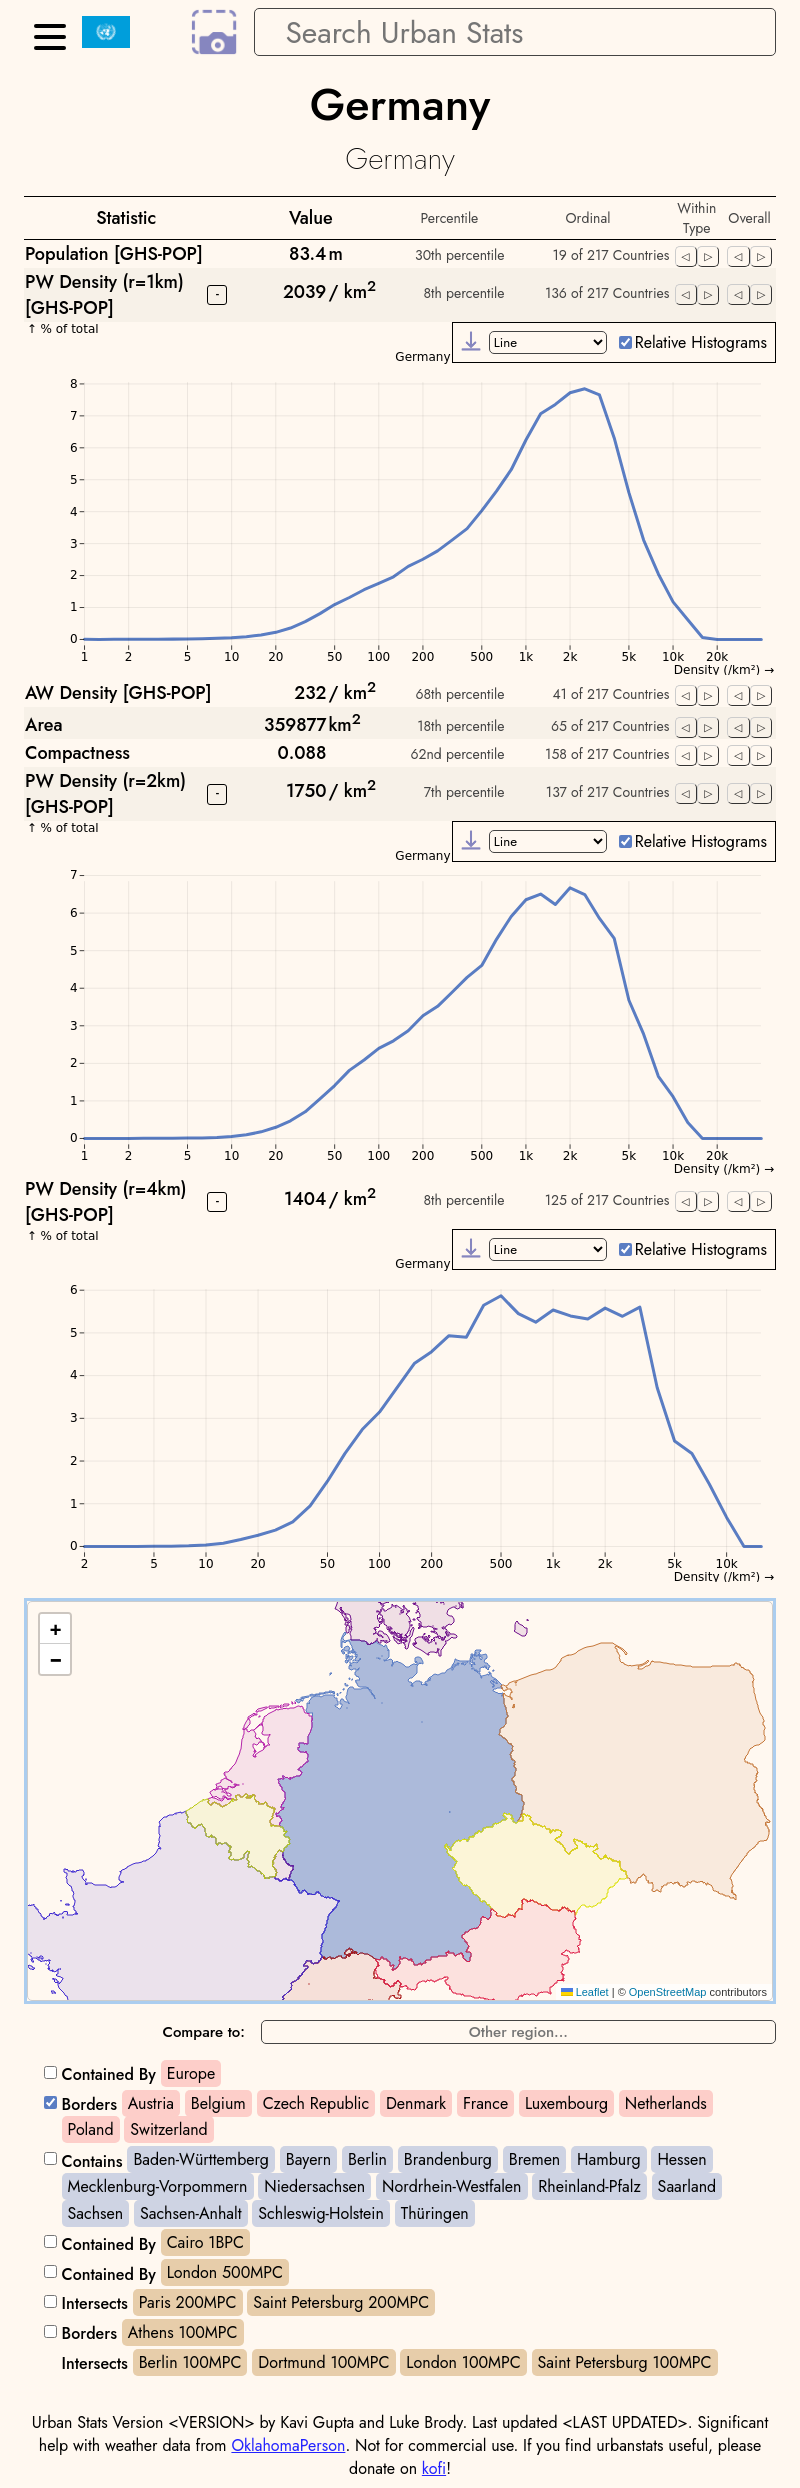 Search Urban Stats
Germany
Germany
Statistic Value Percentile Ordinal Within Type Overall
Population [GHS-POP] 83.4 m 30th percentile 19 of 217 Countries ◁ ▷ ◁ ▷
PW Density (r=1km) [GHS-POP] - 2039 / km² 8th percentile 136 of 217 Countries ◁ ▷ ◁ ▷
↑ % of total
Line Relative Histograms
Germany
8
7
6
5
4
3
2
1
0
1 2 5 10 20 50 100 200 500 1k 2k 5k 10k 20k
Density (/km²) →
AW Density [GHS-POP] 232 / km² 68th percentile 41 of 217 Countries ◁ ▷ ◁ ▷
Area 359877 km² 18th percentile 65 of 217 Countries ◁ ▷ ◁ ▷
Compactness 0.088 62nd percentile 158 of 217 Countries ◁ ▷ ◁ ▷
PW Density (r=2km) [GHS-POP] - 1750 / km² 7th percentile 137 of 217 Countries ◁ ▷ ◁ ▷
↑ % of total
Line Relative Histograms
Germany
7
6
5
4
3
2
1
0
1 2 5 10 20 50 100 200 500 1k 2k 5k 10k 20k
Density (/km²) →
PW Density (r=4km) [GHS-POP] - 1404 / km² 8th percentile 125 of 217 Countries ◁ ▷ ◁ ▷
↑ % of total
Line Relative Histograms
Germany
6
5
4
3
2
1
0
2 5 10 20 50 100 200 500 1k 2k 5k 10k
Density (/km²) →
+
−
Leaflet | © OpenStreetMap contributors
Compare to: Other region...
Contained By Europe
Borders Austria Belgium Czech Republic Denmark France Luxembourg Netherlands
Poland Switzerland
Contains Baden-Württemberg Bayern Berlin Brandenburg Bremen Hamburg Hessen
Mecklenburg-Vorpommern Niedersachsen Nordrhein-Westfalen Rheinland-Pfalz Saarland
Sachsen Sachsen-Anhalt Schleswig-Holstein Thüringen
Contained By Cairo 1BPC
Contained By London 500MPC
Intersects Paris 200MPC Saint Petersburg 200MPC
Borders Athens 100MPC
Intersects Berlin 100MPC Dortmund 100MPC London 100MPC Saint Petersburg 100MPC
Urban Stats Version <VERSION> by Kavi Gupta and Luke Brody. Last updated <LAST UPDATED>. Significant
help with weather data from OklahomaPerson. Not for commercial use. If you find urbanstats useful, please
donate on kofi!